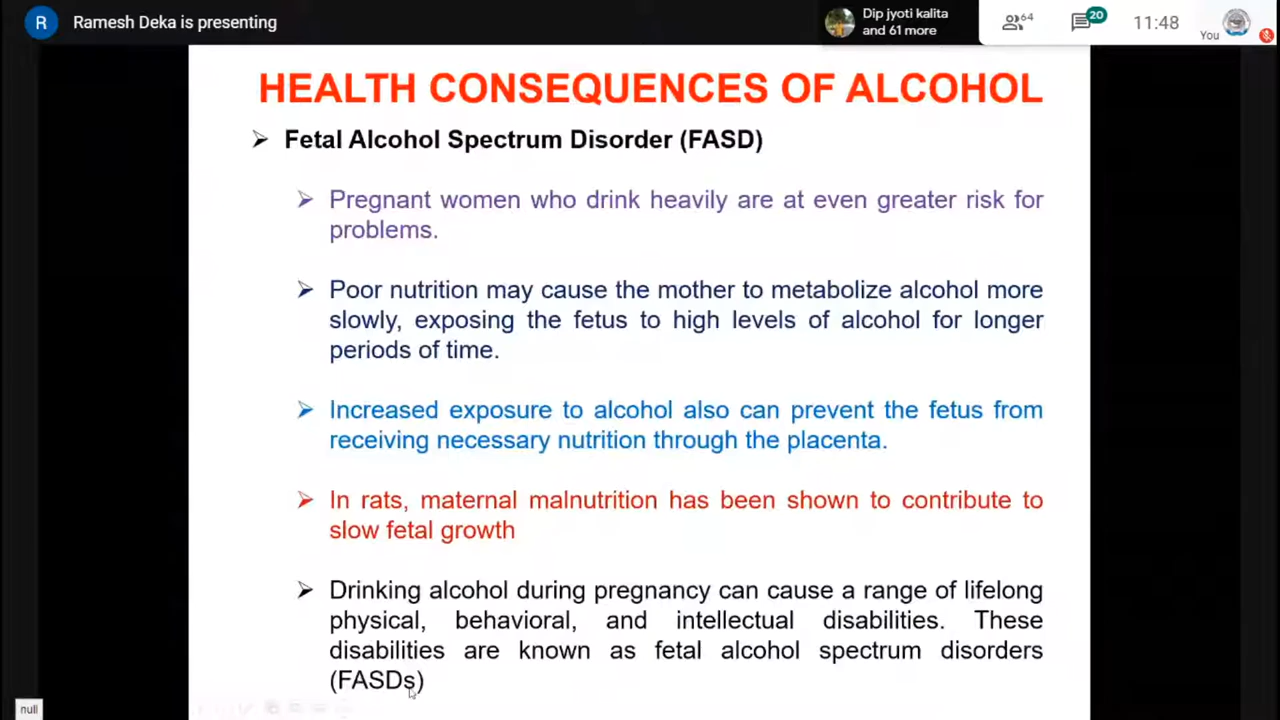 R Ramesh Deka is presenting
Dip jyoti kalita
and 61 more
64
20
11:48
You
HEALTH CONSEQUENCES OF ALCOHOL
Fetal Alcohol Spectrum Disorder (FASD)
Pregnant women who drink heavily are at even greater risk for
problems.
Poor nutrition may cause the mother to metabolize alcohol more
slowly, exposing the fetus to high levels of alcohol for longer
periods of time.
Increased exposure to alcohol also can prevent the fetus from
receiving necessary nutrition through the placenta.
In rats, maternal malnutrition has been shown to contribute to
slow fetal growth
Drinking alcohol during pregnancy can cause a range of lifelong
physical, behavioral, and intellectual disabilities. These
disabilities are known as fetal alcohol spectrum disorders
(FASDs)
null